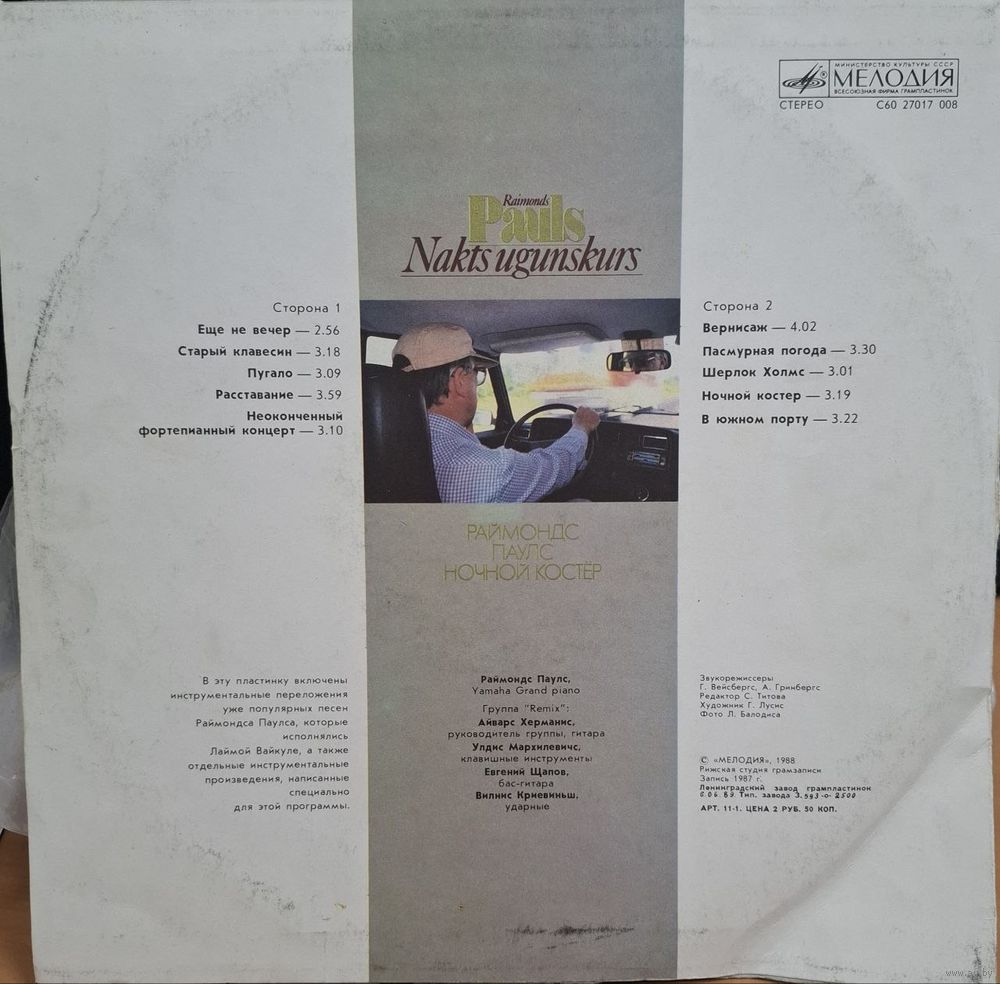 МИНИСТЕРСТВО КУЛЬТУРЫ СССР
МЕЛОДИЯ
ВСЕСОЮЗНАЯ ФИРМА ГРАМПЛАСТИНОК
СТЕРЕО С60 27017 008
Raimonds
Pauls
Nakts ugunskurs
Сторона 1
Еще не вечер — 2.56
Старый клавесин — 3.18
Пугало — 3.09
Расставание — 3.59
Неоконченный
фортепианный концерт — 3.10
Сторона 2
Вернисаж — 4.02
Пасмурная погода — 3.30
Шерлок Холмс — 3.01
Ночной костер — 3.19
В южном порту — 3.22
РАЙМОНДС
ПАУЛС
НОЧНОЙ КОСТЁР
В эту пластинку включены
инструментальные переложения
уже популярных песен
Раймондса Паулса, которые
исполнялись
Лаймой Вайкуле, а также
отдельные инструментальные
произведения, написанные
специально
для этой программы.
Раймондс Паулс,
Yamaha Grand piano
Группа "Remix":
Айварс Херманис,
руководитель группы, гитара
Улдис Мархилевичс,
клавишные инструменты
Евгений Щапов,
бас-гитара
Вилнис Криевиньш,
ударные
Звукорежиссеры
Г. Вейсбергс, А. Гринбергс
Редактор С. Титова
Художник Г. Лусис
Фото Л. Балодиса
© «МЕЛОДИЯ», 1988
Рижская студия грамзаписи
Запись 1987 г.
Ленинградский завод грампластинок
Тип. завода З. 593-о-2500
АРТ. 11-1. ЦЕНА 2 РУБ. 50 КОП.